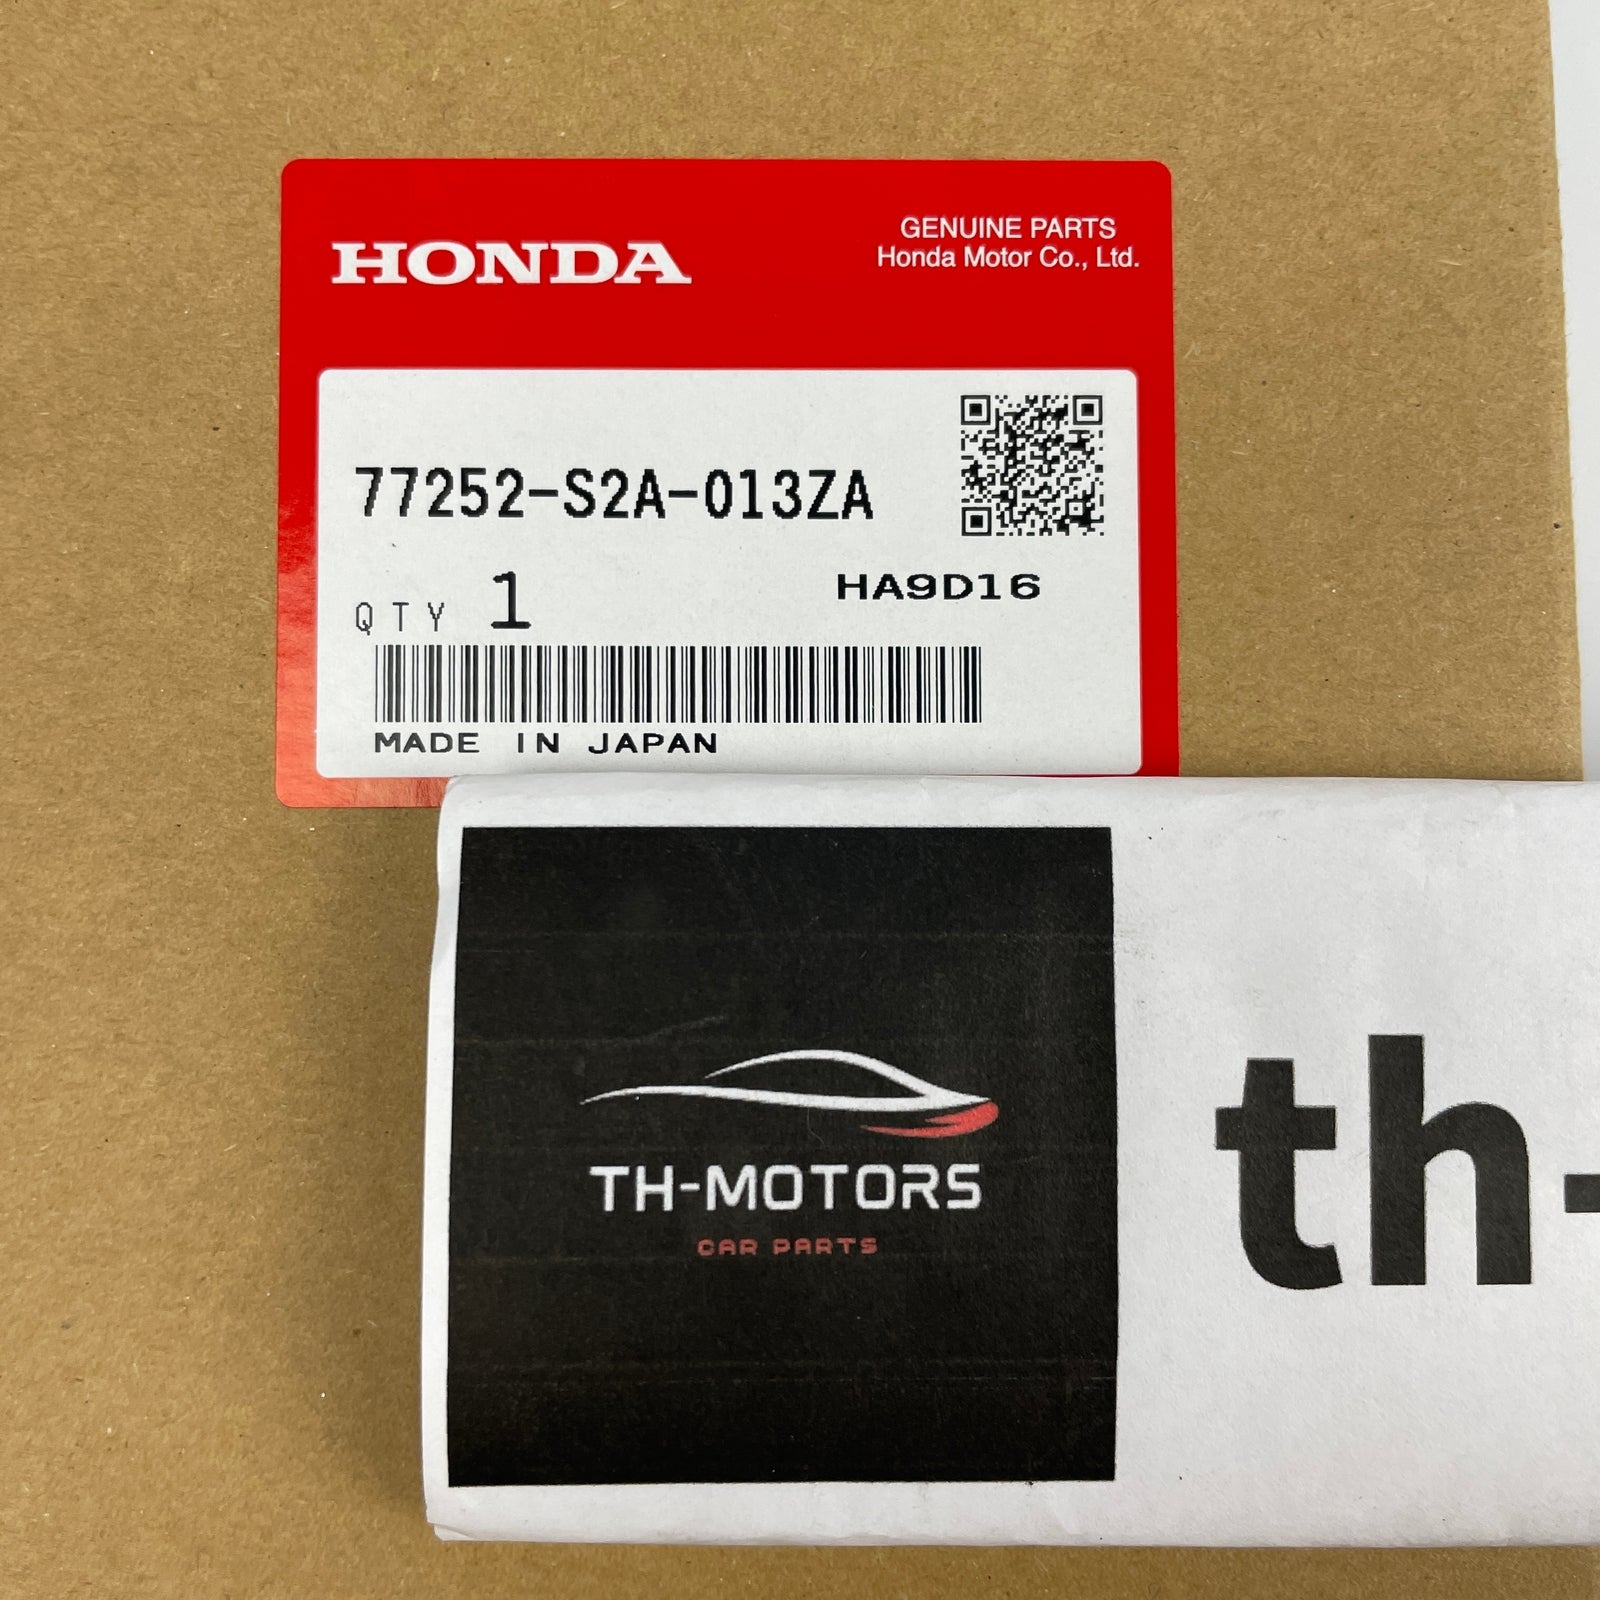 HONDA
GENUINE PARTS
Honda Motor Co., Ltd.
77252-S2A-013ZA
QTY 1
HA9D16
MADE IN JAPAN
TH-MOTORS
CAR PARTS
th-